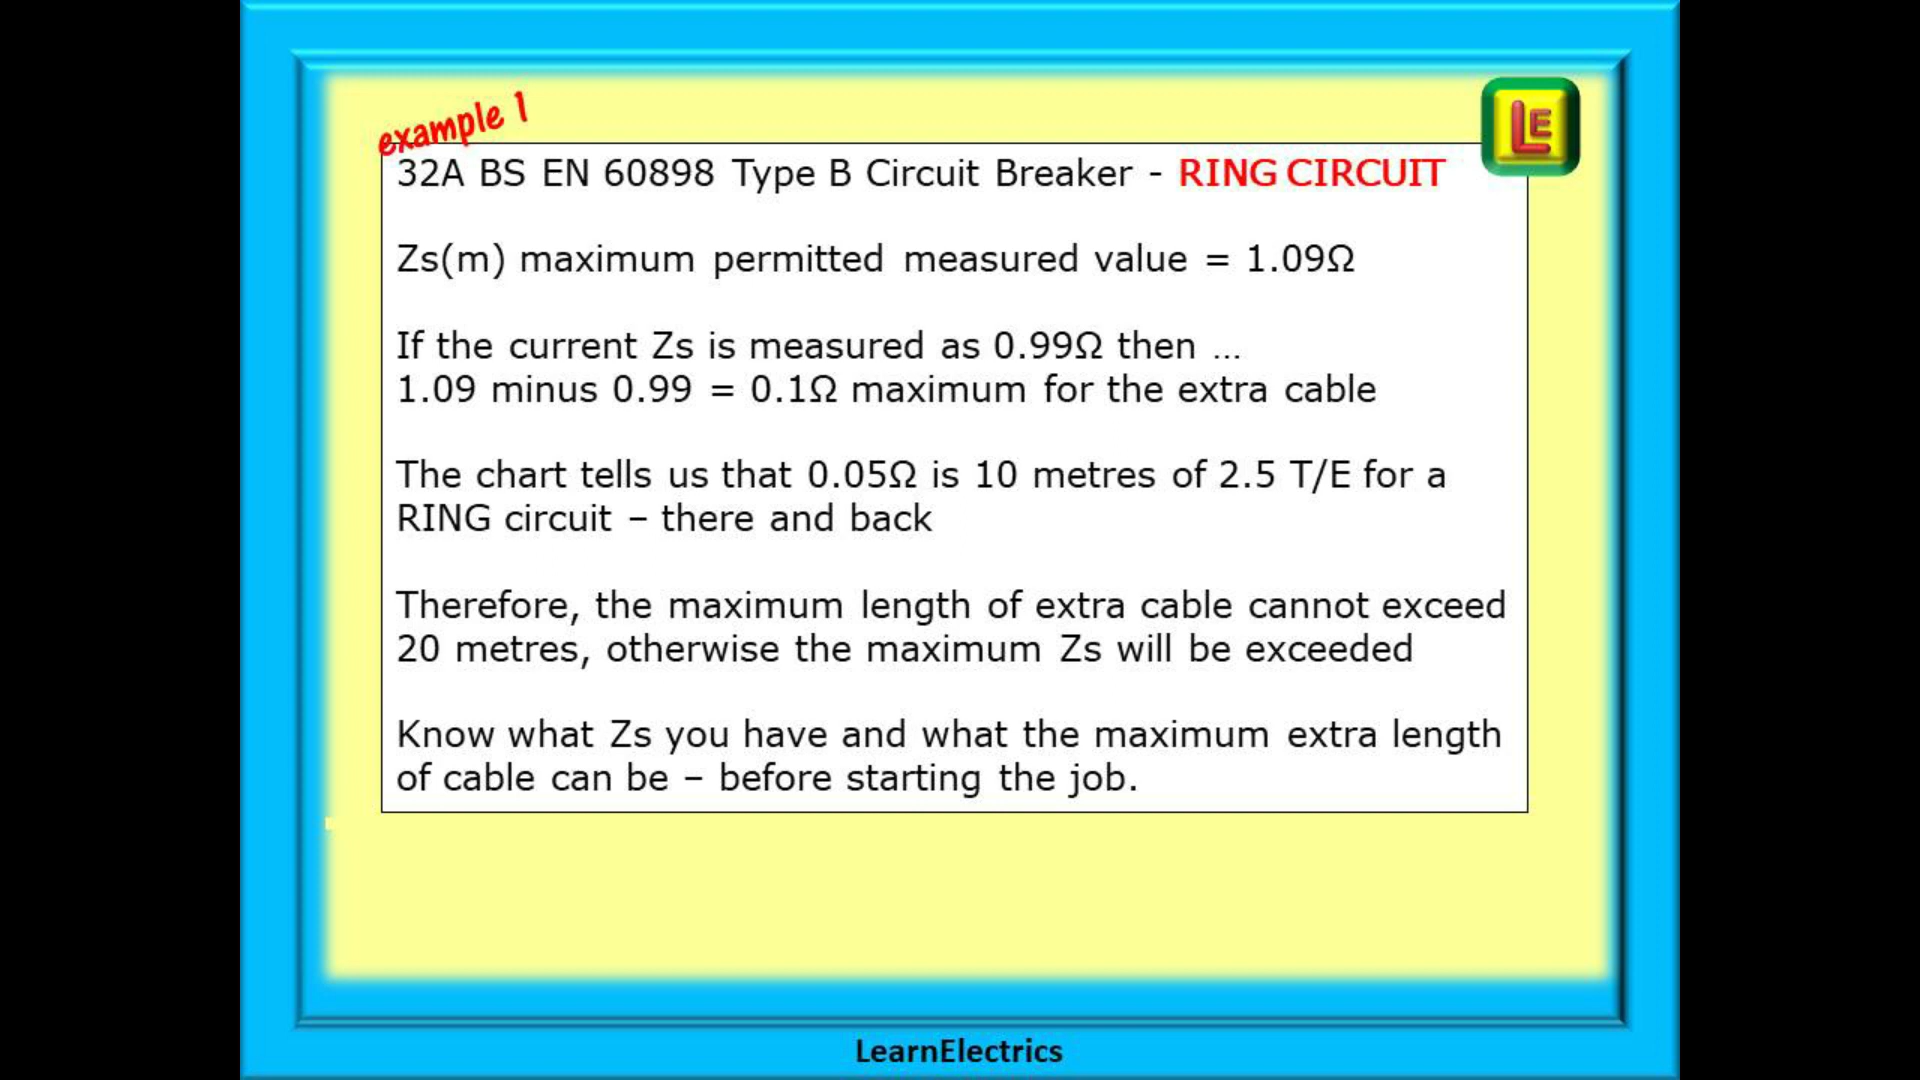 example 1
LE
32A BS EN 60898 Type B Circuit Breaker - RING CIRCUIT
Zs(m) maximum permitted measured value = 1.09Ω
If the current Zs is measured as 0.99Ω then ...
1.09 minus 0.99 = 0.1Ω maximum for the extra cable
The chart tells us that 0.05Ω is 10 metres of 2.5 T/E for a
RING circuit – there and back
Therefore, the maximum length of extra cable cannot exceed
20 metres, otherwise the maximum Zs will be exceeded
Know what Zs you have and what the maximum extra length
of cable can be – before starting the job.
LearnElectrics